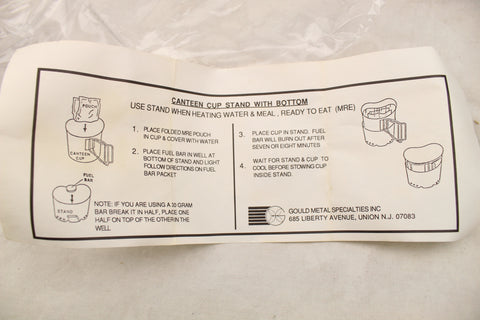 CANTEEN CUP STAND WITH BOTTOM
USE STAND WHEN HEATING WATER & MEAL, READY TO EAT (MRE)
POUCH
CANTEEN
CUP
FUEL
BAR
STAND
1. PLACE FOLDED MRE POUCH
IN CUP & COVER WITH WATER
2. PLACE FUEL BAR IN WELL AT
BOTTOM OF STAND AND LIGHT
FOLLOW DIRECTIONS ON FUEL
BAR PACKET
NOTE: IF YOU ARE USING A 30 GRAM
BAR BREAK IT IN HALF, PLACE ONE
HALF ON TOP OF THE OTHER IN THE
WELL
3. PLACE CUP IN STAND. FUEL
BAR WILL BURN OUT AFTER
SEVEN OR EIGHT MINUTES
4. WAIT FOR STAND & CUP TO
COOL BEFORE STOWING CUP
INSIDE STAND.
GOULD METAL SPECIALTIES INC
685 LIBERTY AVENUE, UNION N.J. 07083